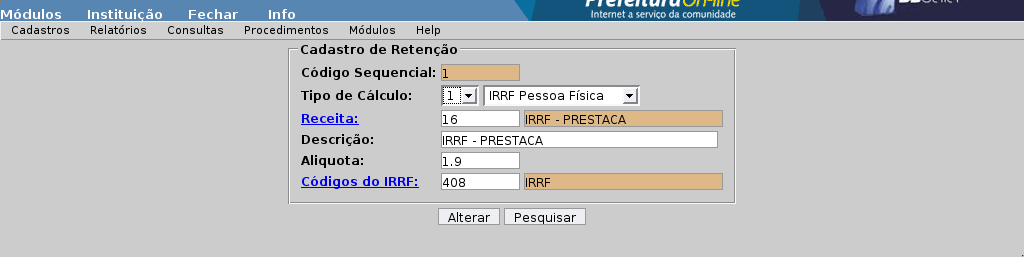 PrefeituraOn-line
Internet a serviço da comunidade
Módulos Instituição Fechar Info
Cadastros Relatórios Consultas Procedimentos Módulos Help
Cadastro de Retenção
Código Sequencial: 1
Tipo de Cálculo: 1 IRRF Pessoa Física
Receita: 16 IRRF - PRESTACA
Descrição: IRRF - PRESTACA
Aliquota: 1.9
Códigos do IRRF: 408 IRRF
Alterar Pesquisar